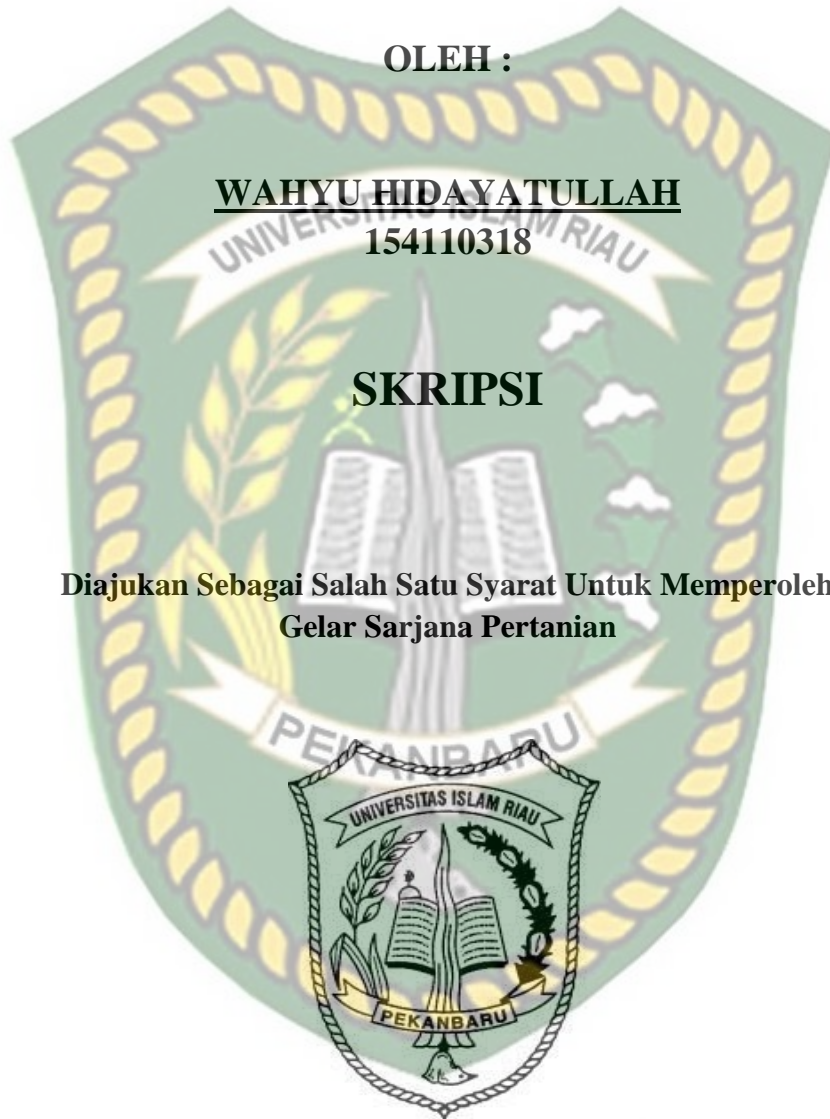 OLEH :
WAHYU HIDAYATULLAH
154110318
UNIVERSITAS ISLAM RIAU
SKRIPSI
Diajukan Sebagai Salah Satu Syarat Untuk Memperoleh
Gelar Sarjana Pertanian
PEKANBARU
UNIVERSITAS ISLAM RIAU
PEKANBARU